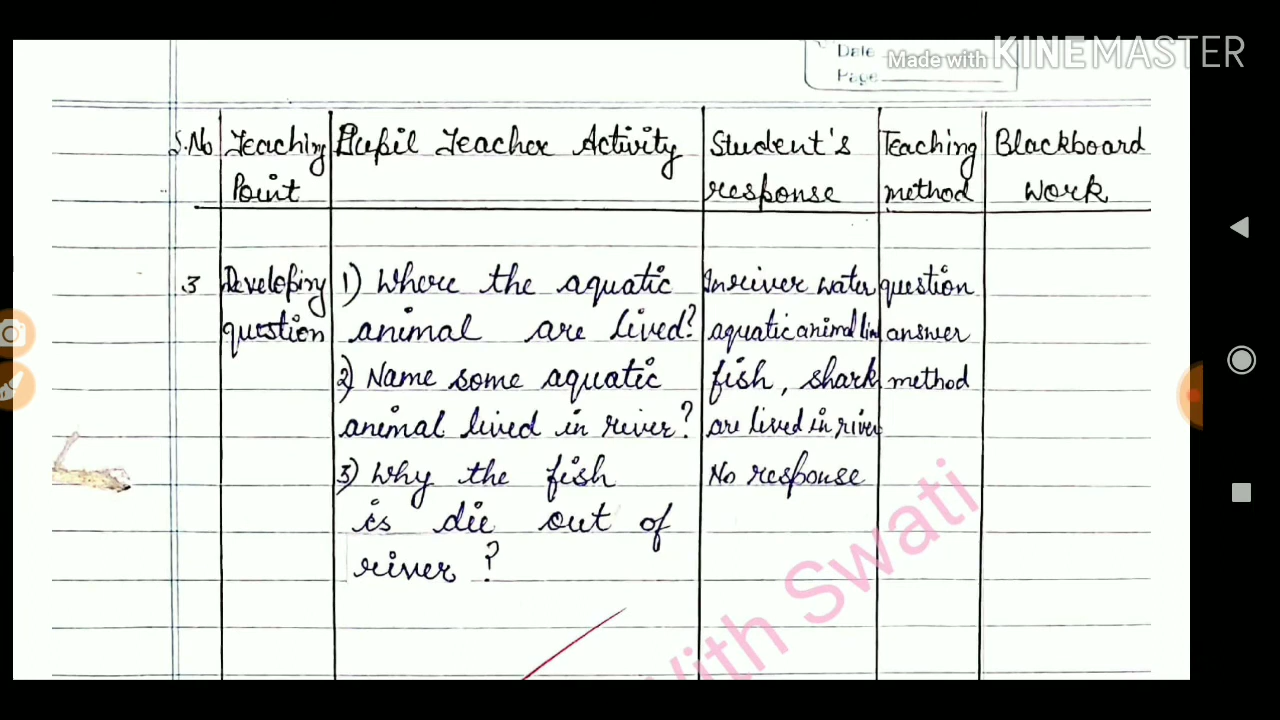 Date
Page
Made with KINEMASTER
S.No Teaching Point Pupil Teacher Activity Student's response Teaching method Blackboard work
3 Developing question
1) Where the aquatic
animal are lived?
2) Name some aquatic
animal lived in river?
3) Why the fish
is die out of
river?
In river water
aquatic animal
fish, shark
are lived in river
No response
question
answer
method
With Swati